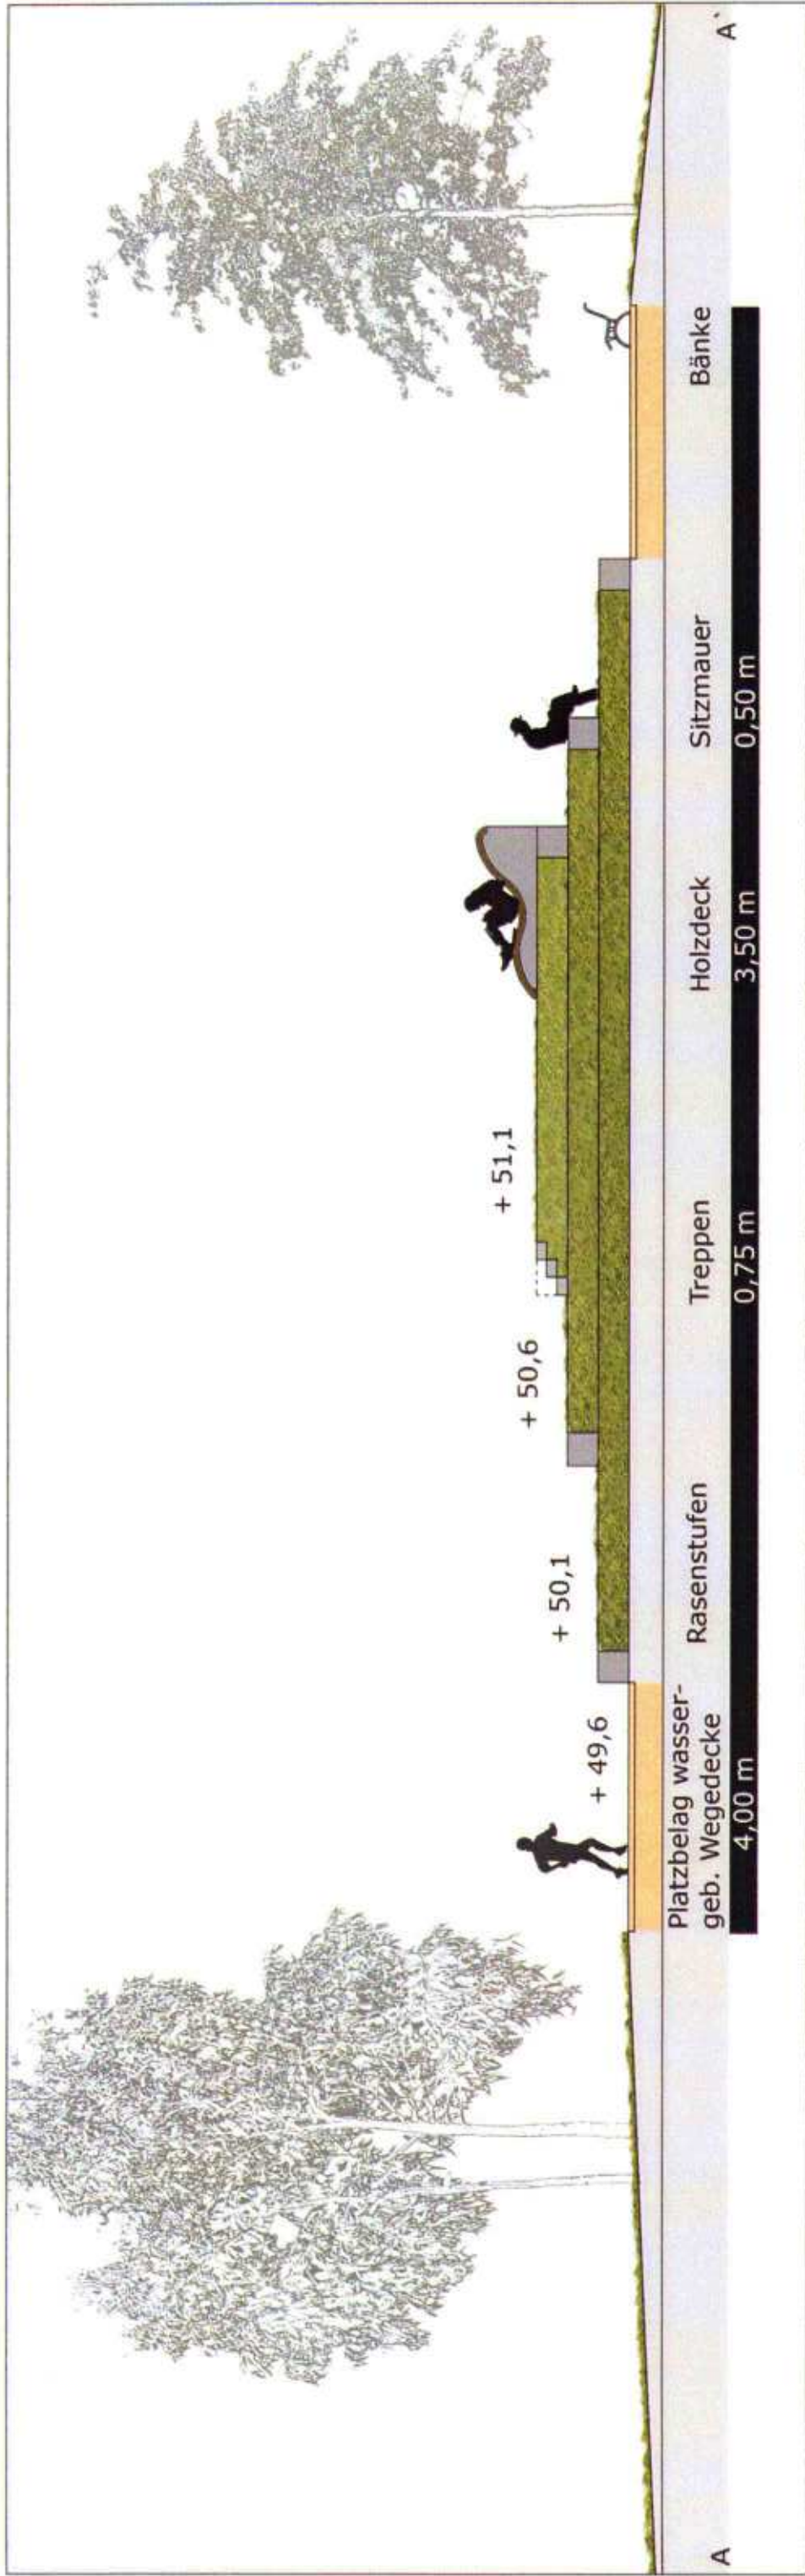 + 49,6
+ 50,1
+ 50,6
+ 51,1
Platzbelag wasser-
geb. Wegedecke
Rasenstufen
Treppen
Holzdeck
Sitzmauer
Bänke
A
A`
4,00 m
0,75 m
3,50 m
0,50 m